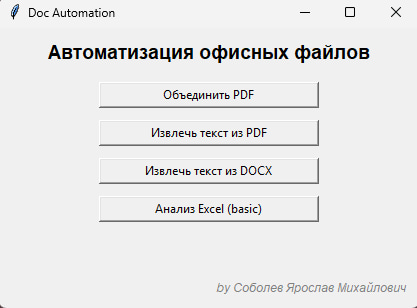 Doc Automation
Автоматизация офисных файлов
Объединить PDF
Извлечь текст из PDF
Извлечь текст из DOCX
Анализ Excel (basic)
by Соболев Ярослав Михайлович